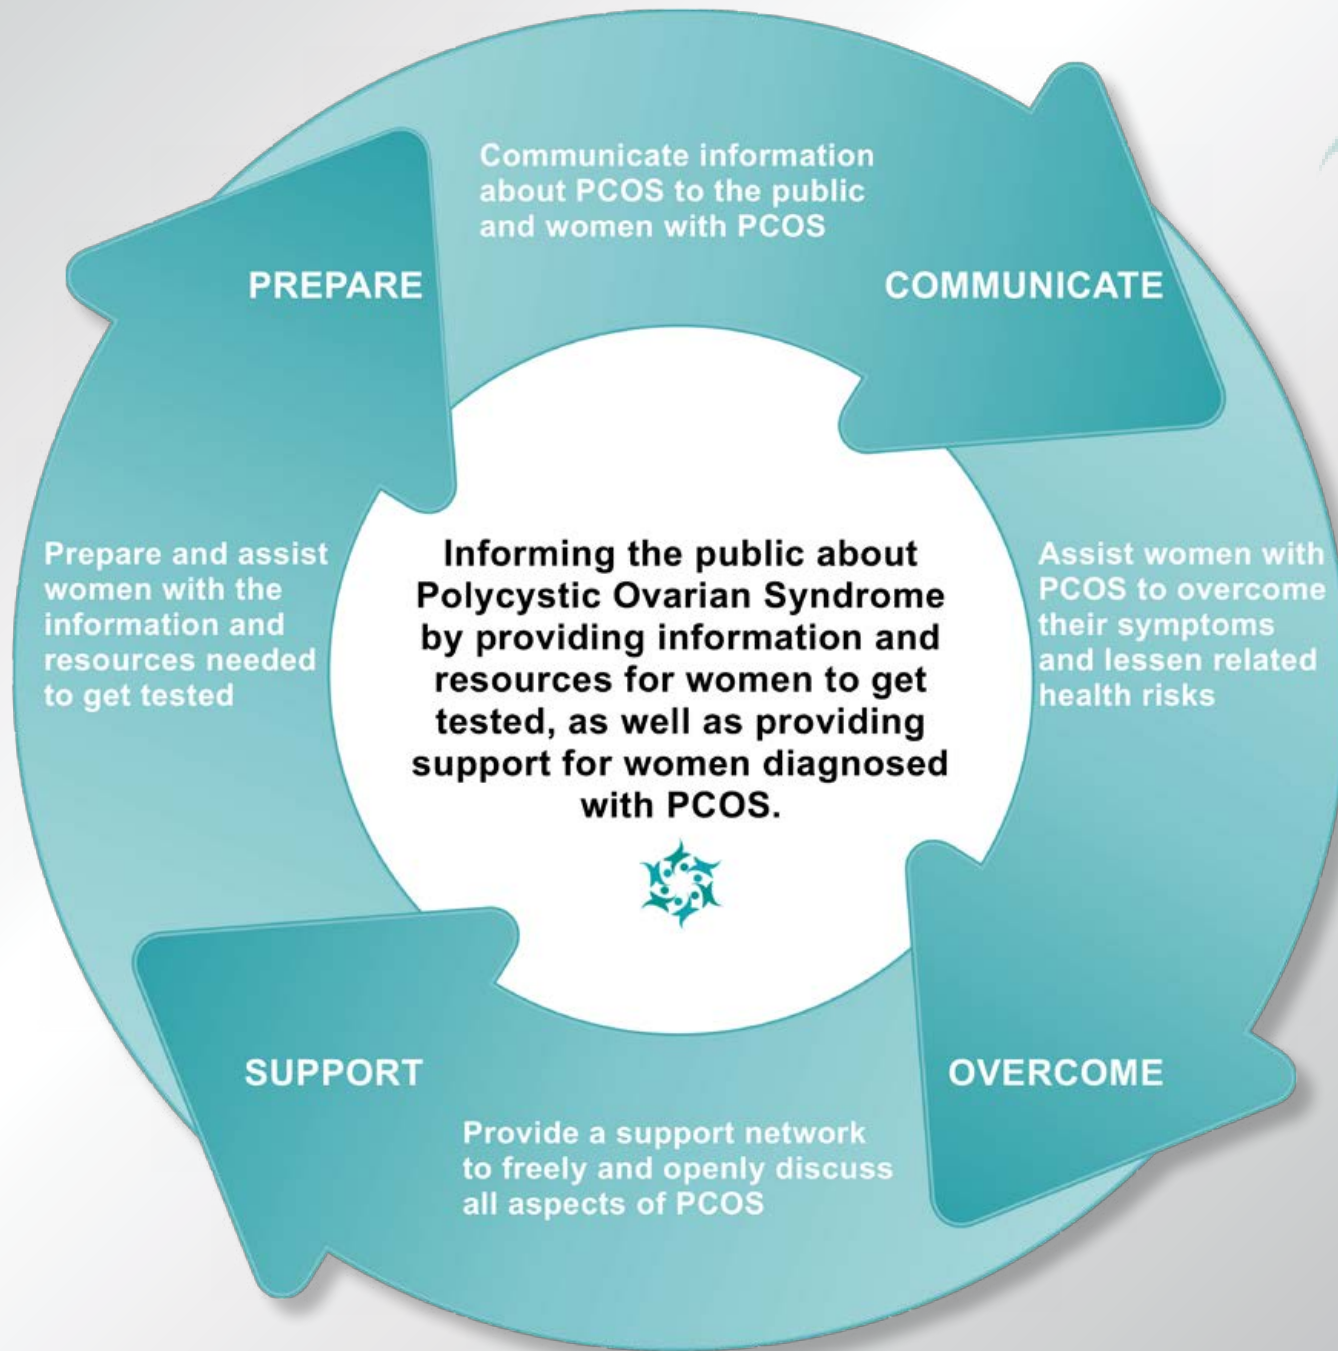 Communicate information
about PCOS to the public
and women with PCOS
PREPARE
COMMUNICATE
Prepare and assist
women with the
information and
resources needed
to get tested
Informing the public about
Polycystic Ovarian Syndrome
by providing information and
resources for women to get
tested, as well as providing
support for women diagnosed
with PCOS.
Assist women with
PCOS to overcome
their symptoms
and lessen related
health risks
SUPPORT
OVERCOME
Provide a support network
to freely and openly discuss
all aspects of PCOS